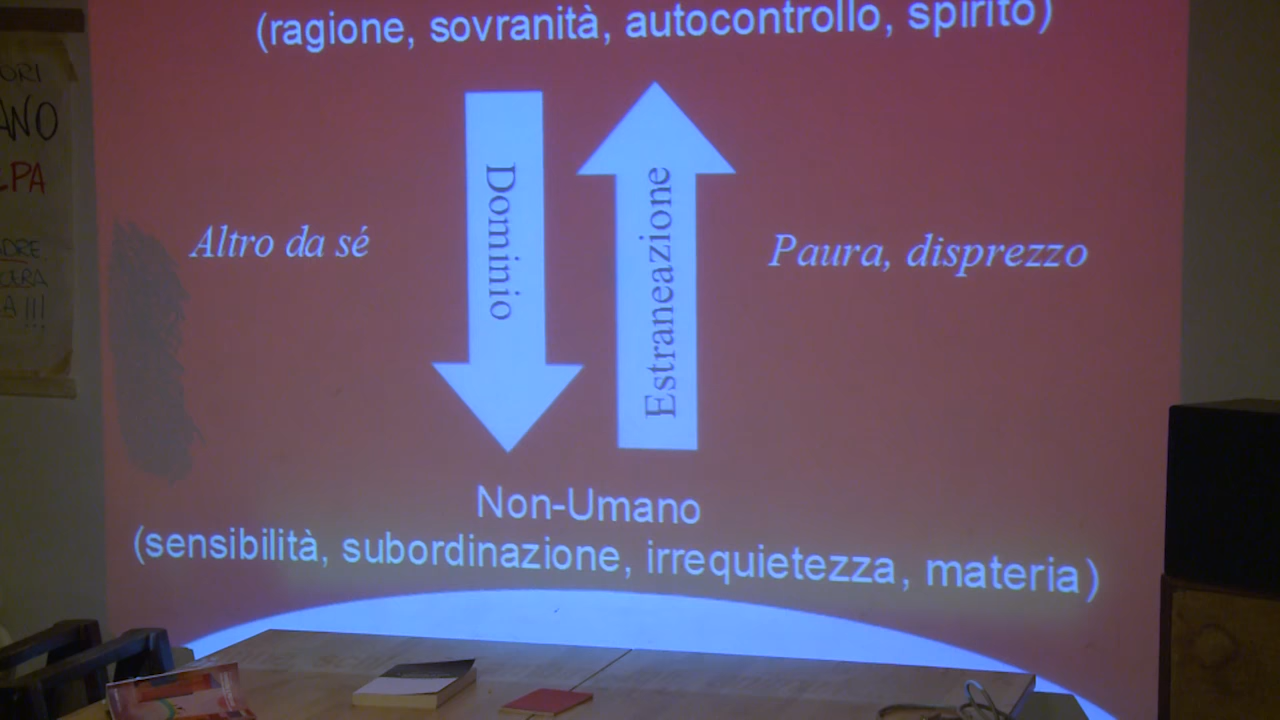 (ragione, sovranità, autocontrollo, spirito)
Dominio
Estraneazione
Altro da sé
Paura, disprezzo
Non-Umano
(sensibilità, subordinazione, irrequietezza, materia)
!!!